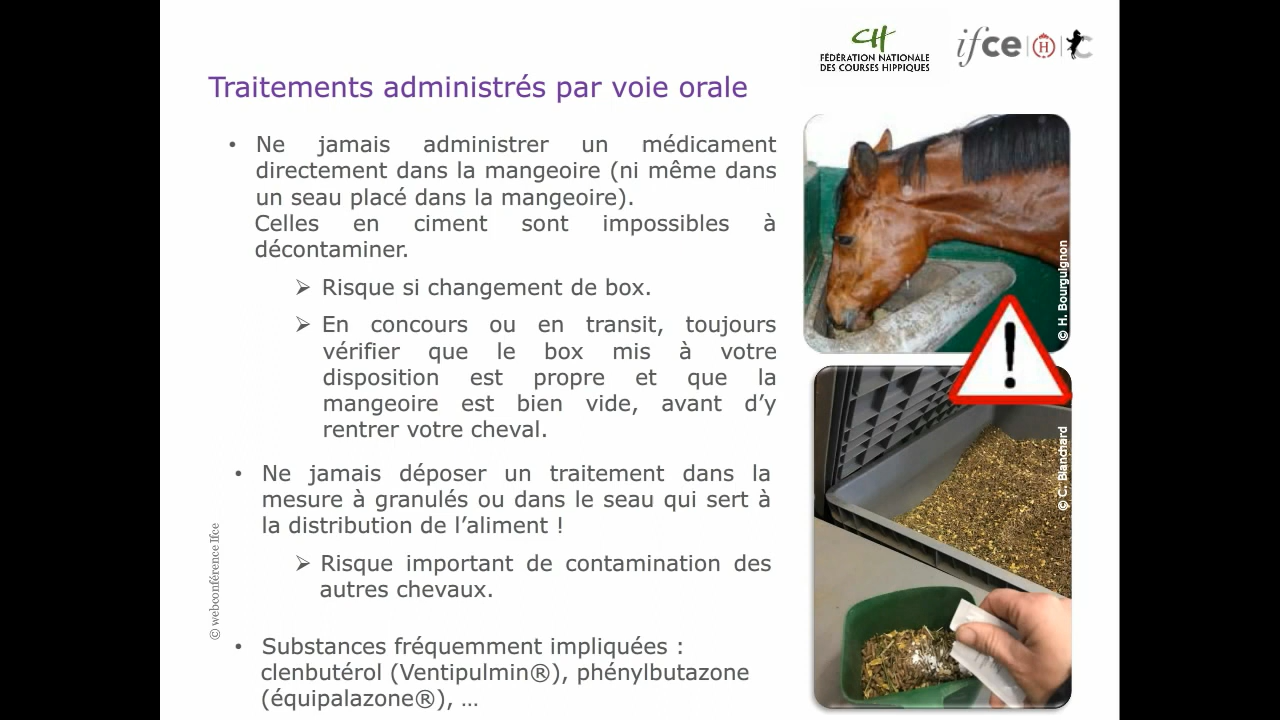 CH
FÉDÉRATION NATIONALE
DES COURSES HIPPIQUES
ifce
H
C
Traitements administrés par voie orale
• Ne jamais administrer un médicament
directement dans la mangeoire (ni même dans
un seau placé dans la mangeoire).
Celles en ciment sont impossibles à
décontaminer.
➢ Risque si changement de box.
➢ En concours ou en transit, toujours
vérifier que le box mis à votre
disposition est propre et que la
mangeoire est bien vide, avant d’y
rentrer votre cheval.
• Ne jamais déposer un traitement dans la
mesure à granulés ou dans le seau qui sert à
la distribution de l’aliment !
➢ Risque important de contamination des
autres chevaux.
• Substances fréquemment impliquées :
clenbutérol (Ventipulmin®), phénylbutazone
(équipalazone®), …
© H. Bourguignon
!
© C. Blanchard
© webconférence Ifce